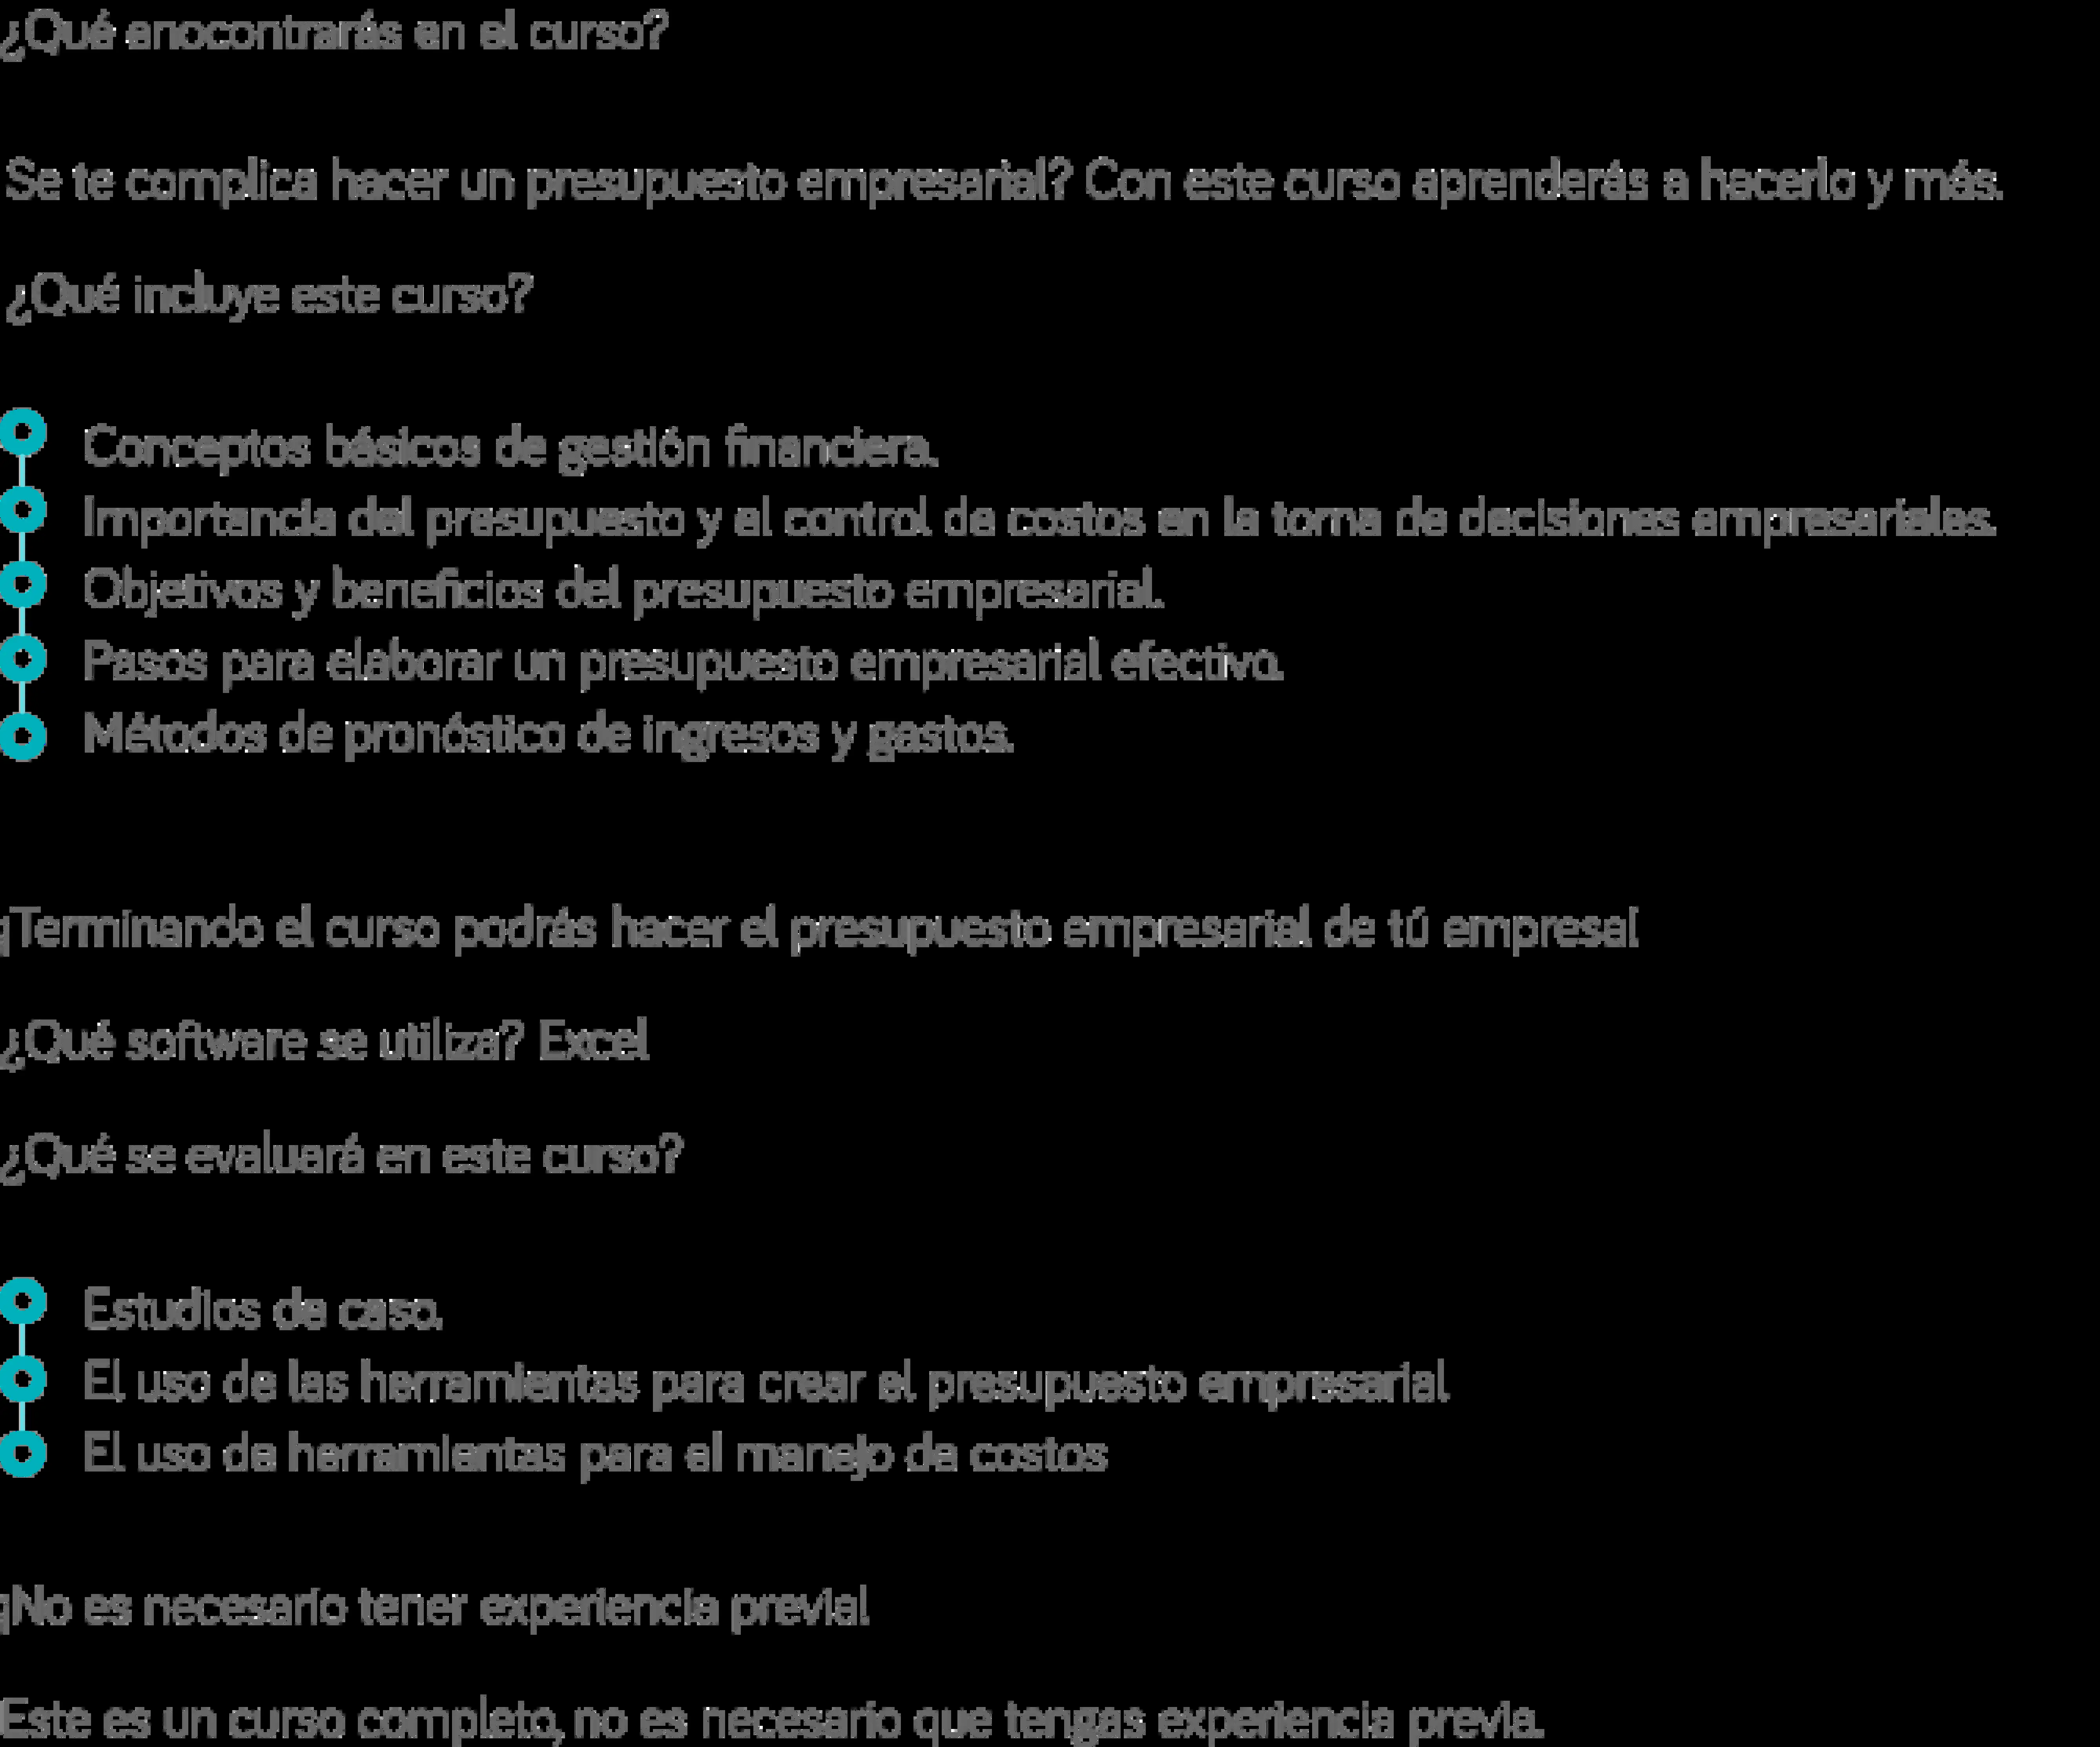 ¿Qué enocontrarás en el curso?
Se te complica hacer un presupuesto empresarial? Con este curso aprenderás a hacerlo y más.
¿Qué incluye este curso?
Conceptos básicos de gestión financiera.
Importancia del presupuesto y el control de costos en la toma de decisiones empresariales.
Objetivos y beneficios del presupuesto empresarial.
Pasos para elaborar un presupuesto empresarial efectivo.
Métodos de pronóstico de ingresos y gastos.
¡Terminando el curso podrás hacer el presupuesto empresarial de tú empresa!
¿Qué software se utiliza? Excel
¿Qué se evaluará en este curso?
Estudios de caso.
El uso de las herramientas para crear el presupuesto empresarial
El uso de herramientas para el manejo de costos
¡No es necesario tener experiencia previa!
Este es un curso completo, no es necesario que tengas experiencia previa.